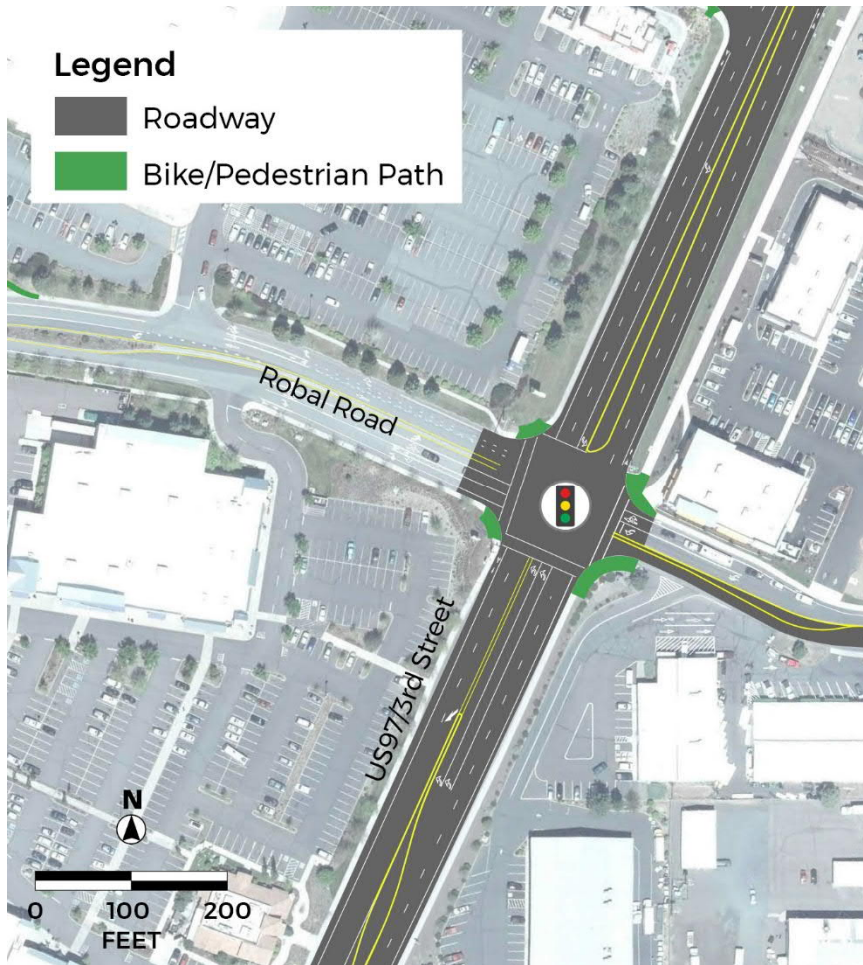 Legend
Roadway
Bike/Pedestrian Path
Robal Road
US97/3rd Street
N
0 100 200
FEET